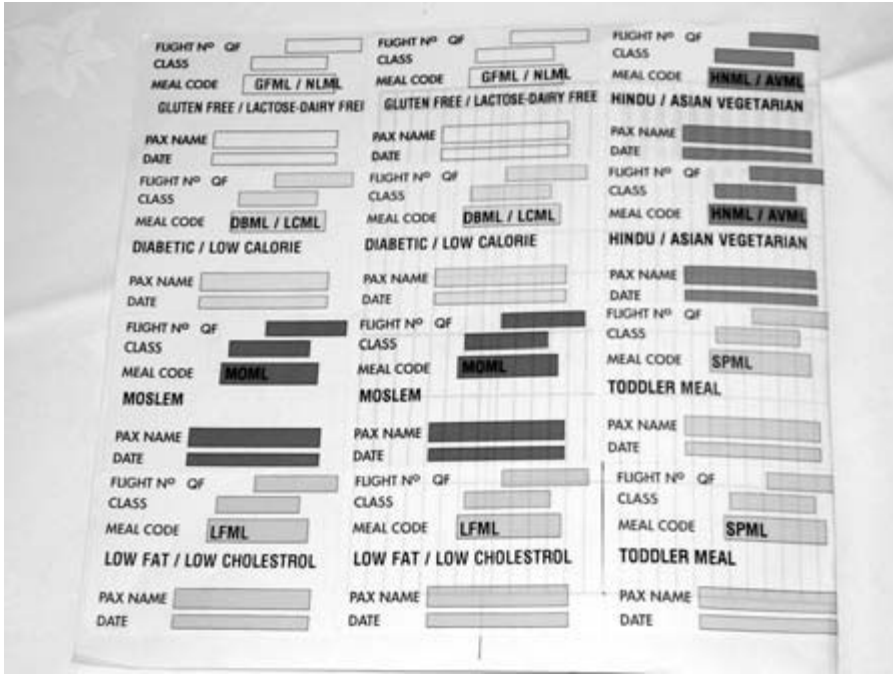 FLIGHT Nº QF
CLASS
MEAL CODE GFML / NLML
GLUTEN FREE / LACTOSE-DAIRY FREE
PAX NAME
DATE
FLIGHT Nº QF
CLASS
MEAL CODE DBML / LCML
DIABETIC / LOW CALORIE
PAX NAME
DATE
FLIGHT Nº QF
CLASS
MEAL CODE MOML
MOSLEM
PAX NAME
DATE
FLIGHT Nº QF
CLASS
MEAL CODE LFML
LOW FAT / LOW CHOLESTROL
PAX NAME
DATE
FLIGHT Nº QF
CLASS
MEAL CODE GFML / NLML
GLUTEN FREE / LACTOSE-DAIRY FREE
PAX NAME
DATE
FLIGHT Nº QF
CLASS
MEAL CODE DBML / LCML
DIABETIC / LOW CALORIE
PAX NAME
DATE
FLIGHT Nº QF
CLASS
MEAL CODE MOML
MOSLEM
PAX NAME
DATE
FLIGHT Nº QF
CLASS
MEAL CODE LFML
LOW FAT / LOW CHOLESTROL
PAX NAME
DATE
FLIGHT Nº QF
CLASS
MEAL CODE HNML / AVML
HINDU / ASIAN VEGETARIAN
PAX NAME
DATE
FLIGHT Nº QF
CLASS
MEAL CODE HNML / AVML
HINDU / ASIAN VEGETARIAN
PAX NAME
DATE
FLIGHT Nº QF
CLASS
MEAL CODE SPML
TODDLER MEAL
PAX NAME
DATE
FLIGHT Nº QF
CLASS
MEAL CODE SPML
TODDLER MEAL
PAX NAME
DATE